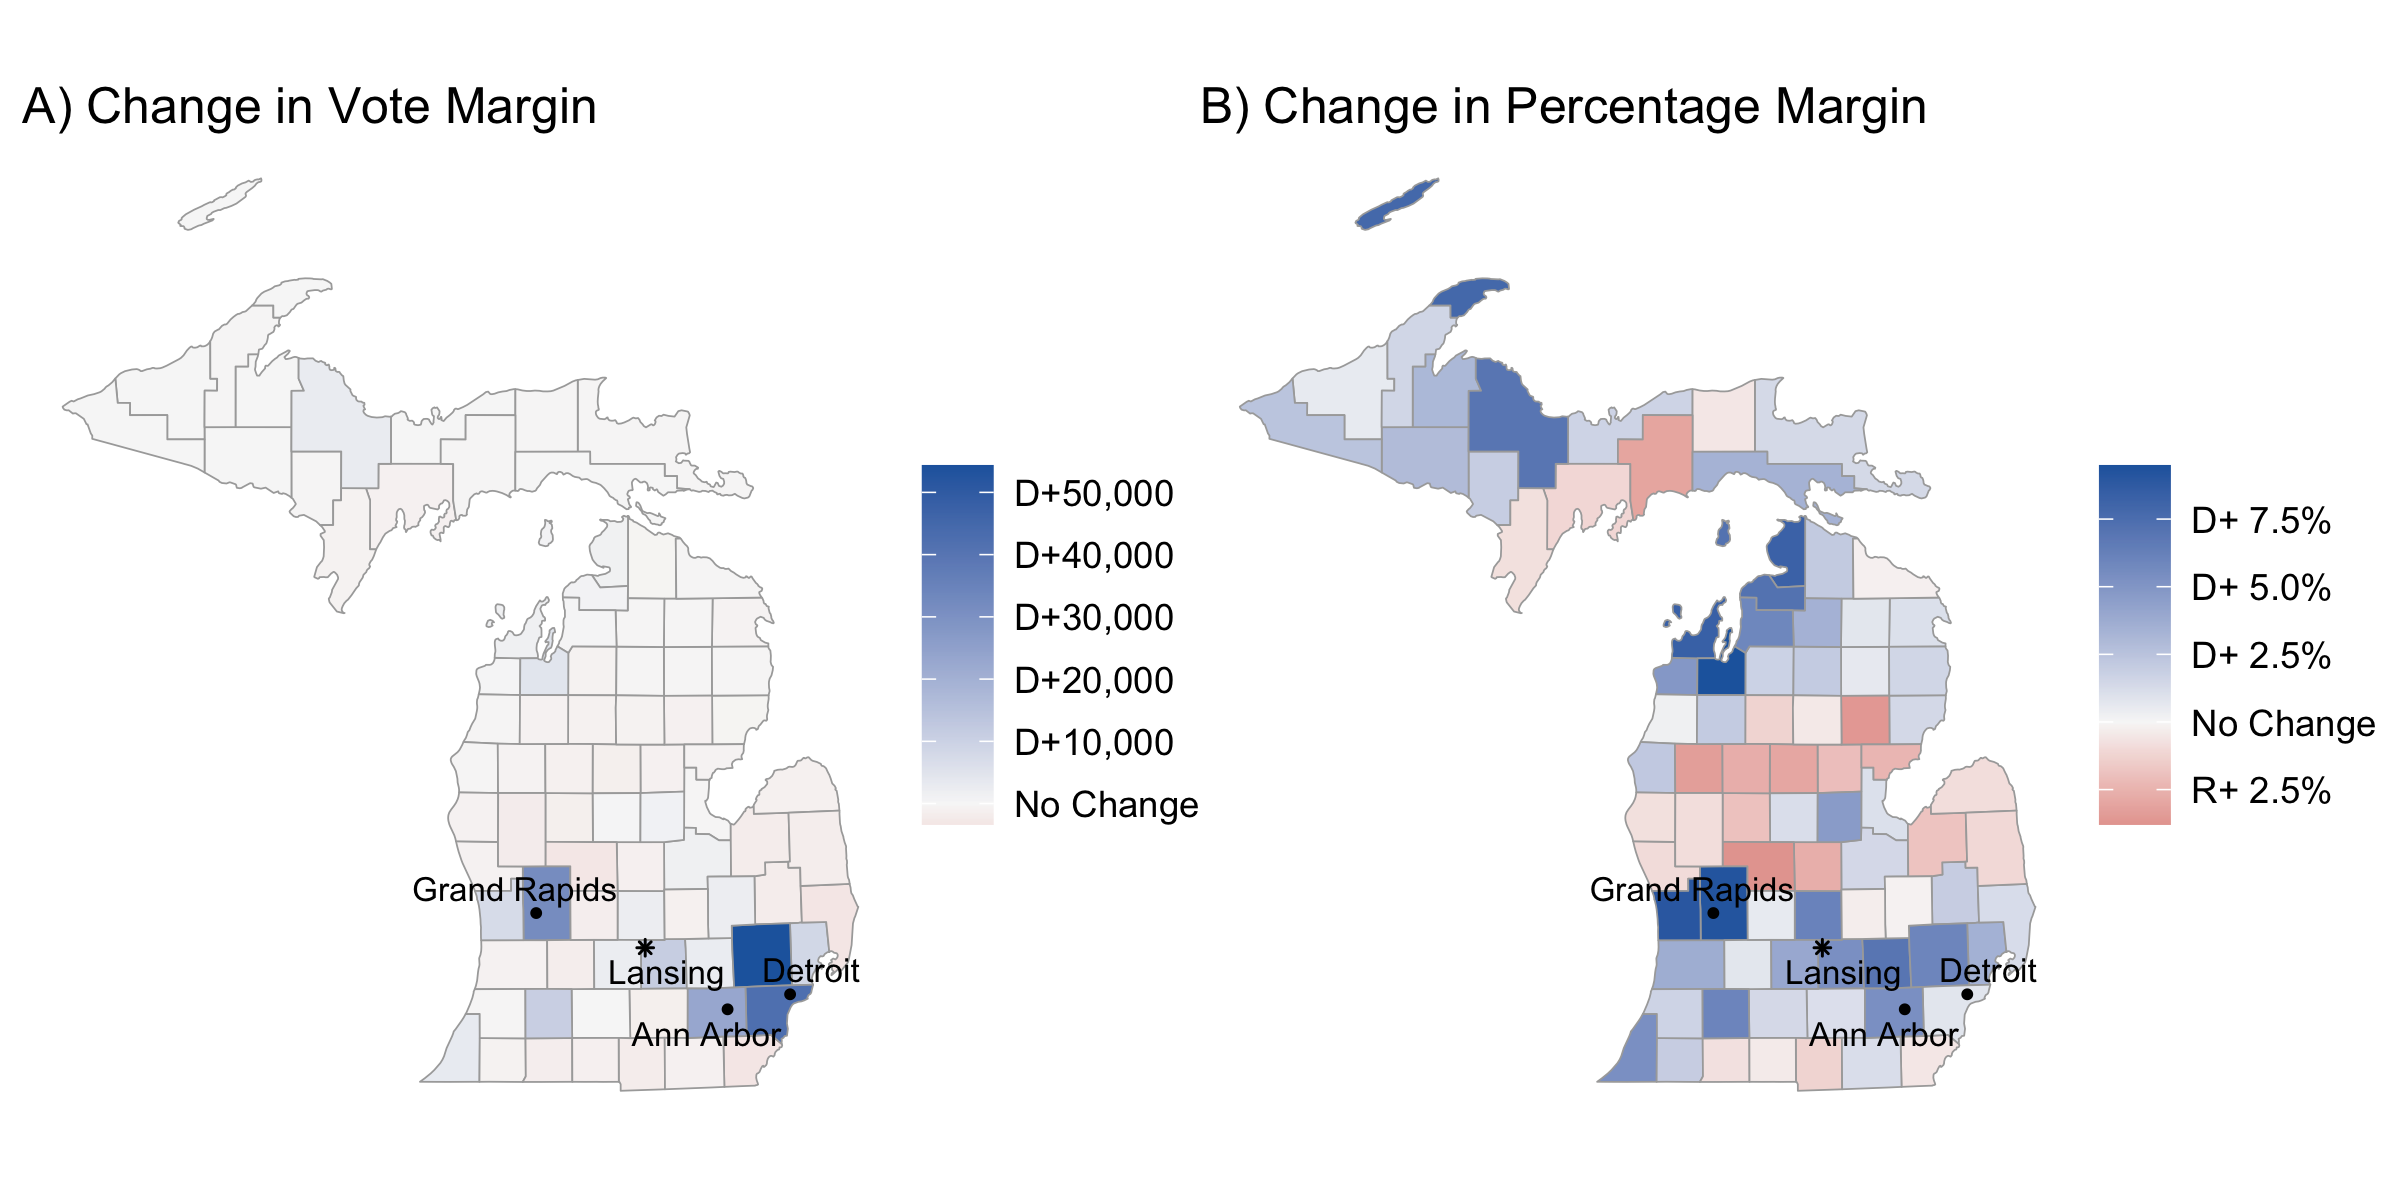 A) Change in Vote Margin
Grand Rapids
Lansing
Detroit
Ann Arbor
D+50,000
D+40,000
D+30,000
D+20,000
D+10,000
No Change
B) Change in Percentage Margin
Grand Rapids
Lansing
Detroit
Ann Arbor
D+ 7.5%
D+ 5.0%
D+ 2.5%
No Change
R+ 2.5%